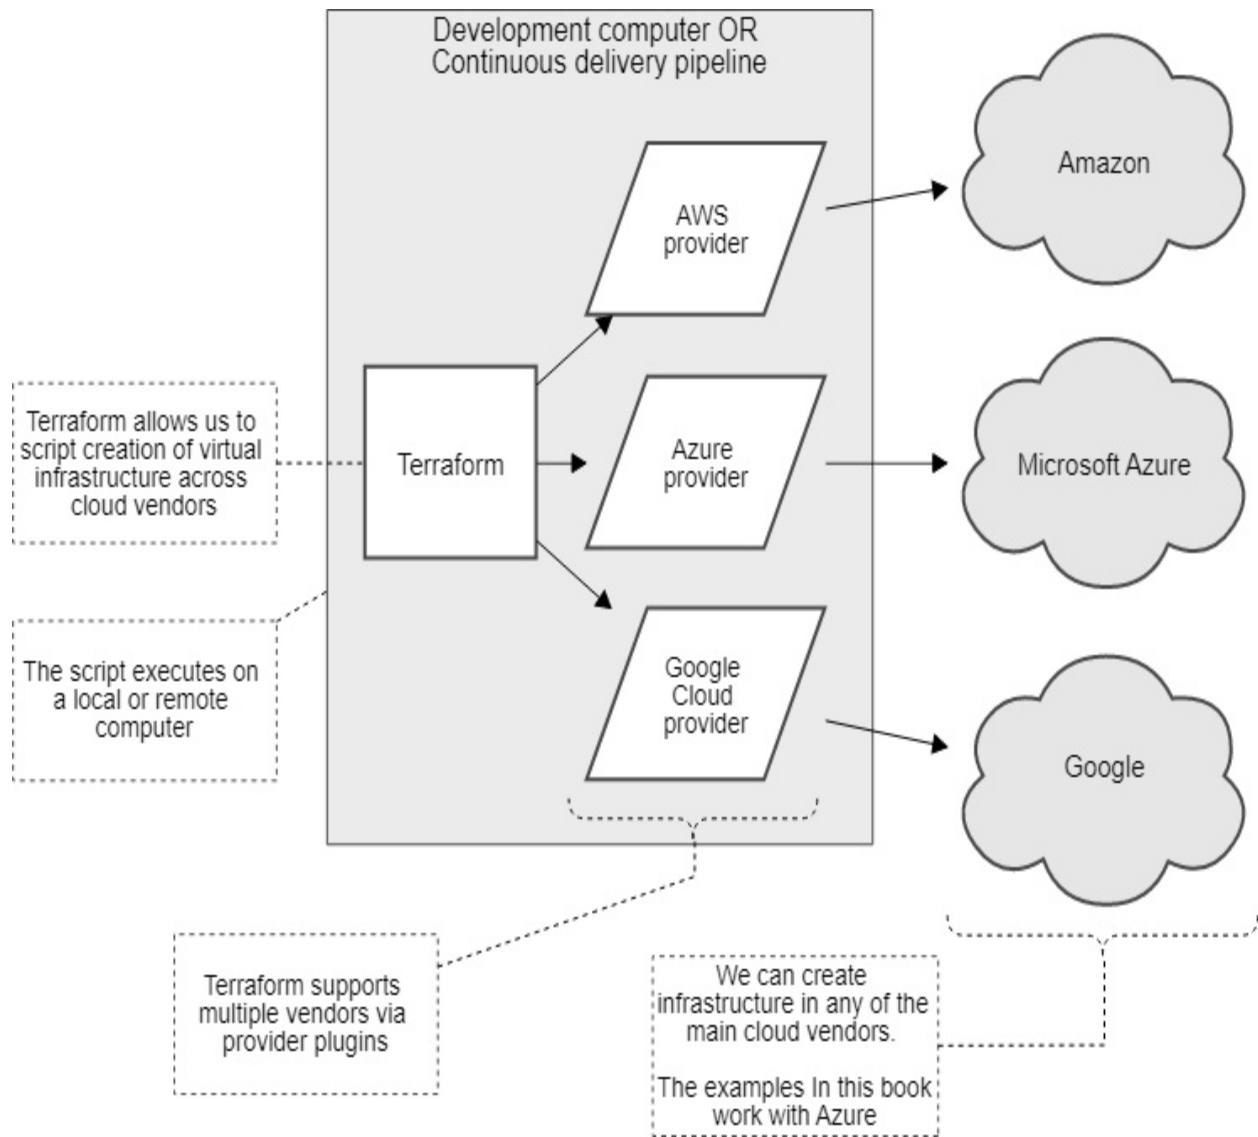 Development computer OR
Continuous delivery pipeline
AWS
provider
Amazon
Terraform allows us to
script creation of virtual
infrastructure across
cloud vendors
Terraform
Azure
provider
Microsoft Azure
The script executes on
a local or remote
computer
Google
Cloud
provider
Google
Terraform supports
multiple vendors via
provider plugins
We can create
infrastructure in any of the
main cloud vendors.
The examples In this book
work with Azure